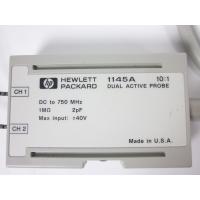 hp HEWLETT PACKARD
1145A 10:1
DUAL ACTIVE PROBE
CH 1
DC to 750 MHz
1MΩ 2pF
Max input: ±40V
CH 2
Made in U.S.A.